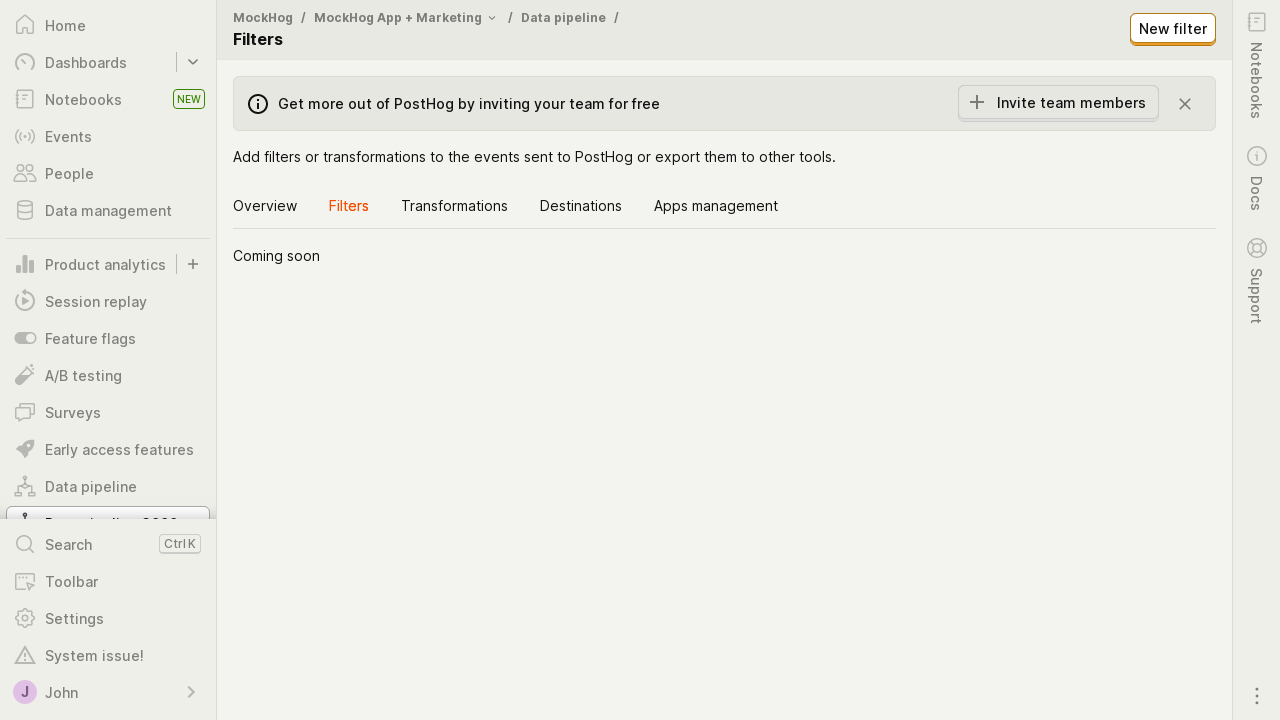 Home
Dashboards
Notebooks
NEW
Events
People
Data management
Product analytics
Session replay
Feature flags
A/B testing
Surveys
Early access features
Data pipeline
Search
Ctrl K
Toolbar
Settings
System issue!
J
John
MockHog / MockHog App + Marketing / Data pipeline /
Filters
New filter
Get more out of PostHog by inviting your team for free
Invite team members
Add filters or transformations to the events sent to PostHog or export them to other tools.
Overview Filters Transformations Destinations Apps management
Coming soon
Notebooks
Docs
Support